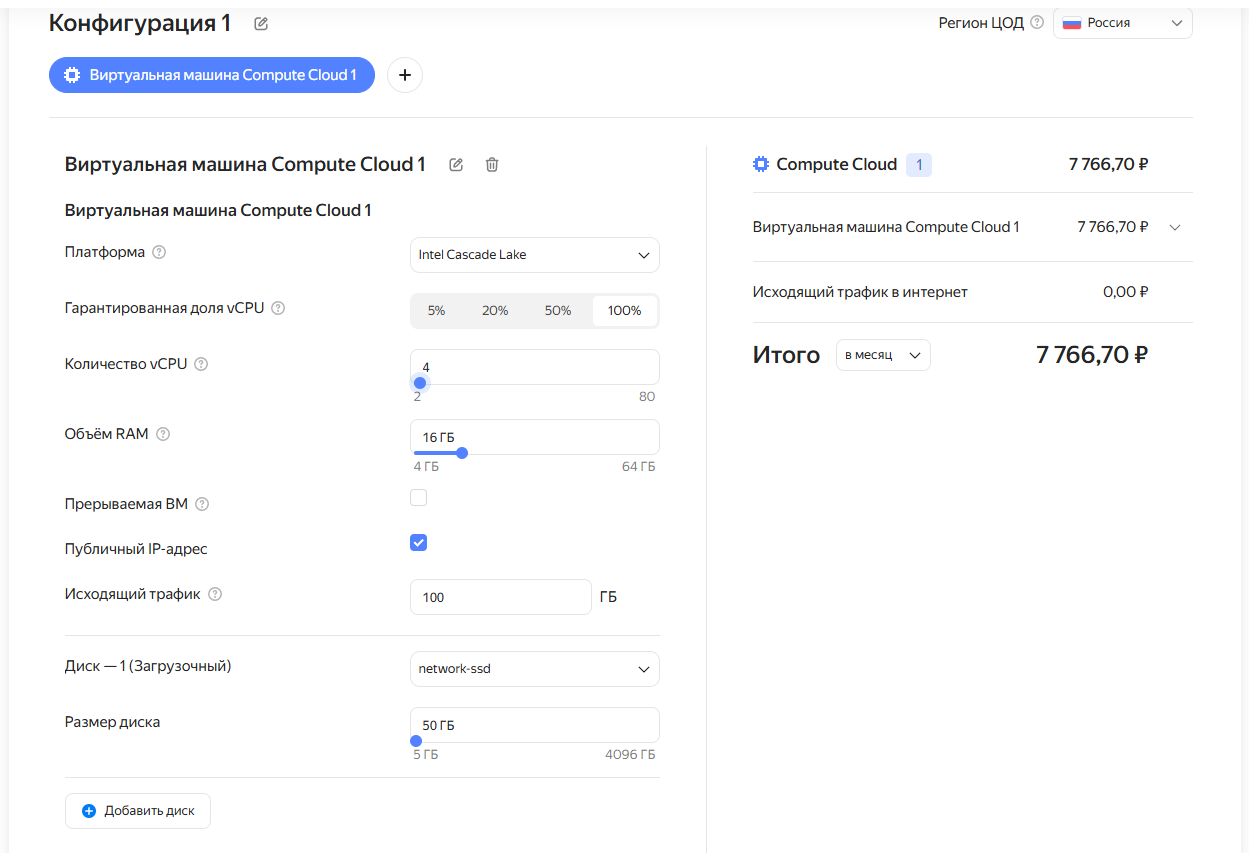 Конфигурация 1
Регион ЦОД
Россия
Виртуальная машина Compute Cloud 1
Виртуальная машина Compute Cloud 1
Виртуальная машина Compute Cloud 1
Платформа
Intel Cascade Lake
Гарантированная доля vCPU
5% 20% 50% 100%
Количество vCPU
4
2 80
Объём RAM
16 ГБ
4 ГБ 64 ГБ
Прерываемая ВМ
Публичный IP-адрес
Исходящий трафик
100 ГБ
Диск — 1 (Загрузочный)
network-ssd
Размер диска
50 ГБ
5 ГБ 4096 ГБ
Добавить диск
Compute Cloud 1 7 766,70 ₽
Виртуальная машина Compute Cloud 1 7 766,70 ₽
Исходящий трафик в интернет 0,00 ₽
Итого в месяц 7 766,70 ₽